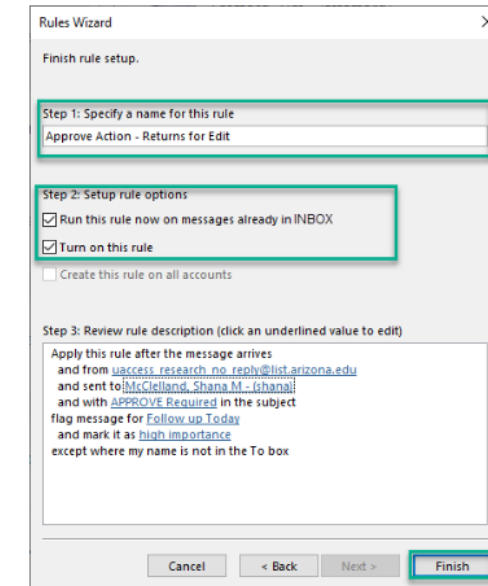 Rules Wizard
Finish rule setup.
Step 1: Specify a name for this rule
Approve Action - Returns for Edit
Step 2: Setup rule options
Run this rule now on messages already in INBOX
Turn on this rule
Create this rule on all accounts
Step 3: Review rule description (click an underlined value to edit)
Apply this rule after the message arrives
and from uaccess_research_no_reply@list.arizona.edu
and sent to McClelland, Shana M - (shana)
and with APPROVE Required in the subject
flag message for Follow up Today
and mark it as high importance
except where my name is not in the To box
Cancel < Back Next > Finish